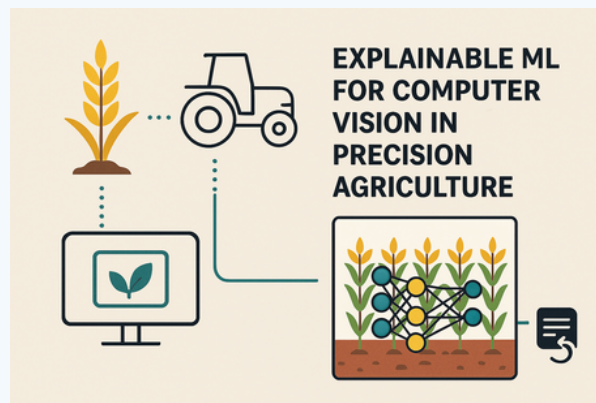 EXPLAINABLE ML
FOR COMPUTER
VISION IN
PRECISION
AGRICULTURE